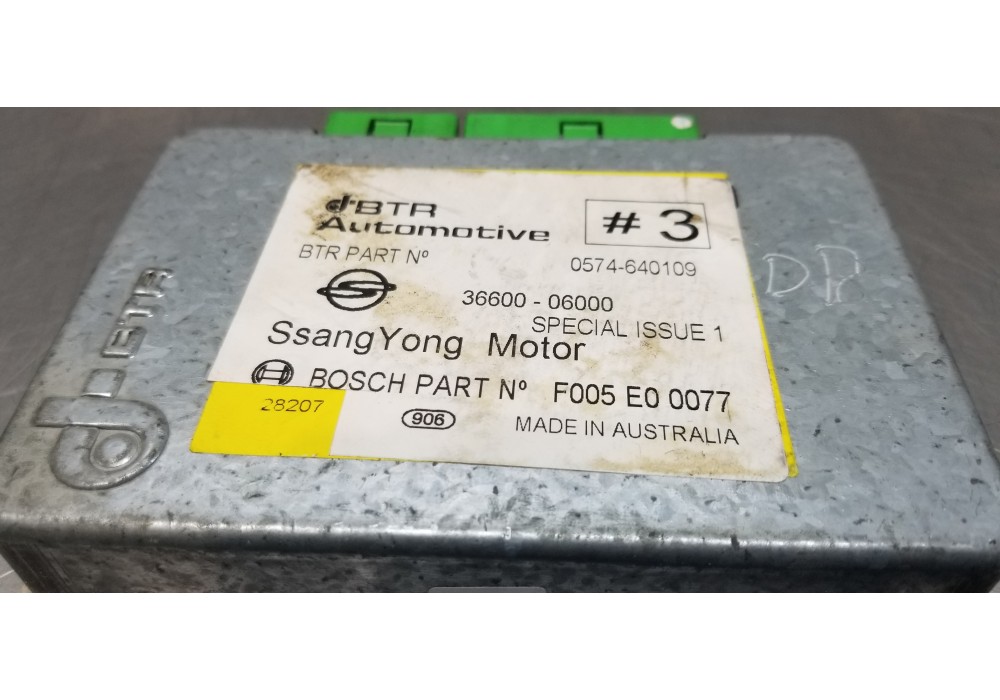 BTR
Automotive
# 3
BTR PART Nº
0574-640109
36600 - 06000
SPECIAL ISSUE 1
SsangYong Motor
BOSCH PART Nº F005 E0 0077
28207
906
MADE IN AUSTRALIA
BTR